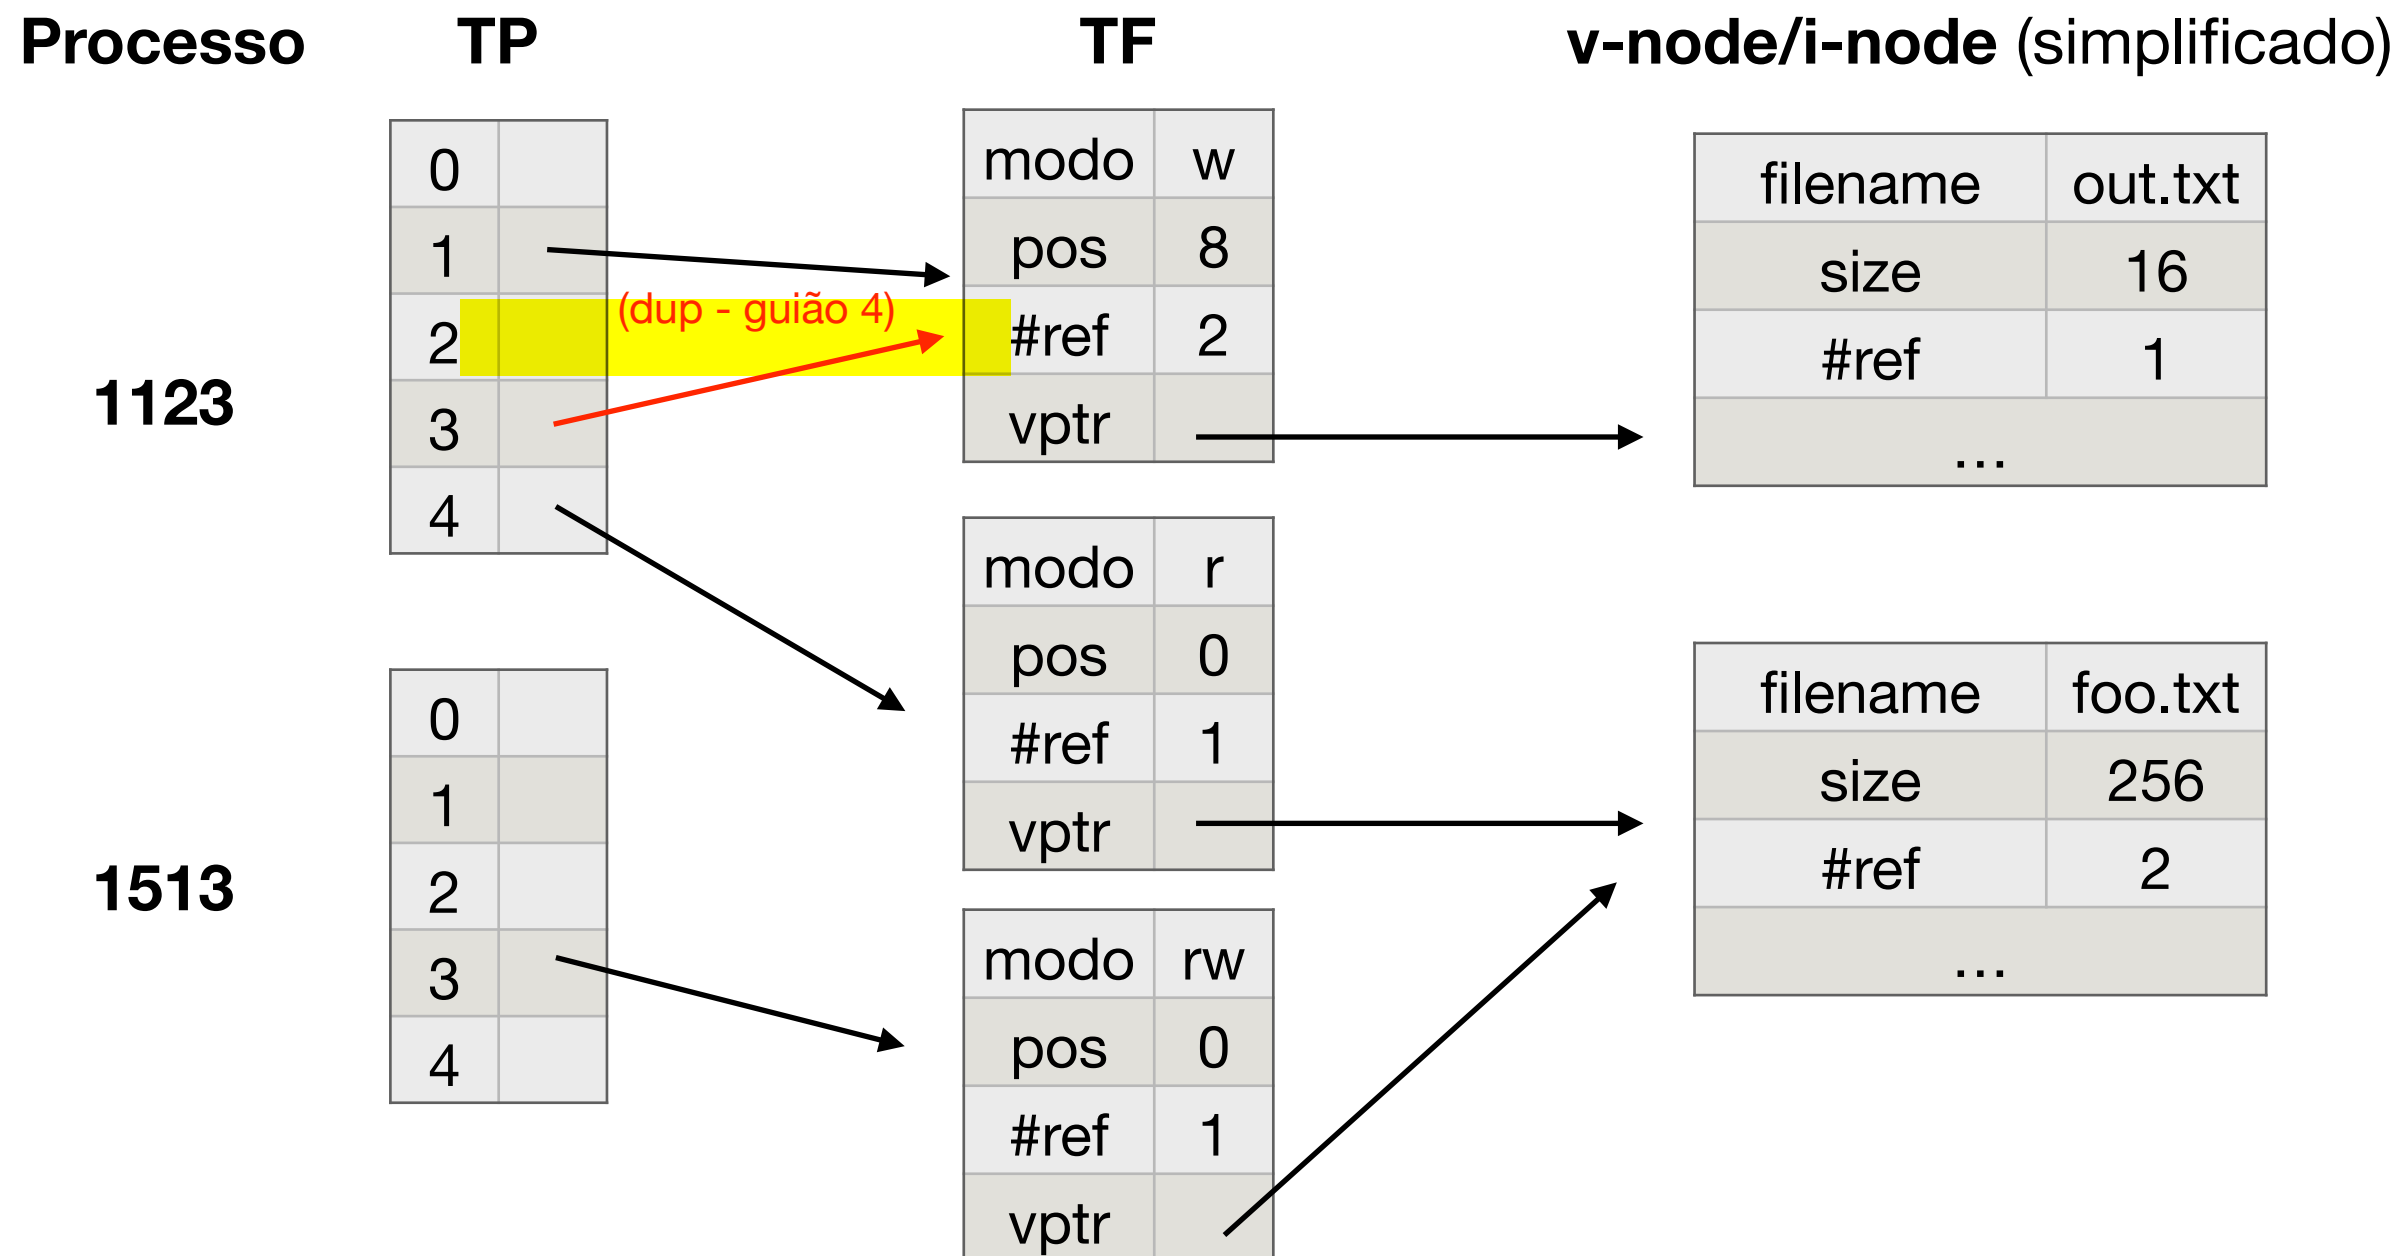 Processo TP TF v-node/i-node (simplificado)
1123
0
1
2
3
4
(dup - guião 4)
modo w
pos 8
#ref 2
vptr
filename out.txt
size 16
#ref 1
...
modo r
pos 0
#ref 1
vptr
1513
0
1
2
3
4
modo rw
pos 0
#ref 1
vptr
filename foo.txt
size 256
#ref 2
...